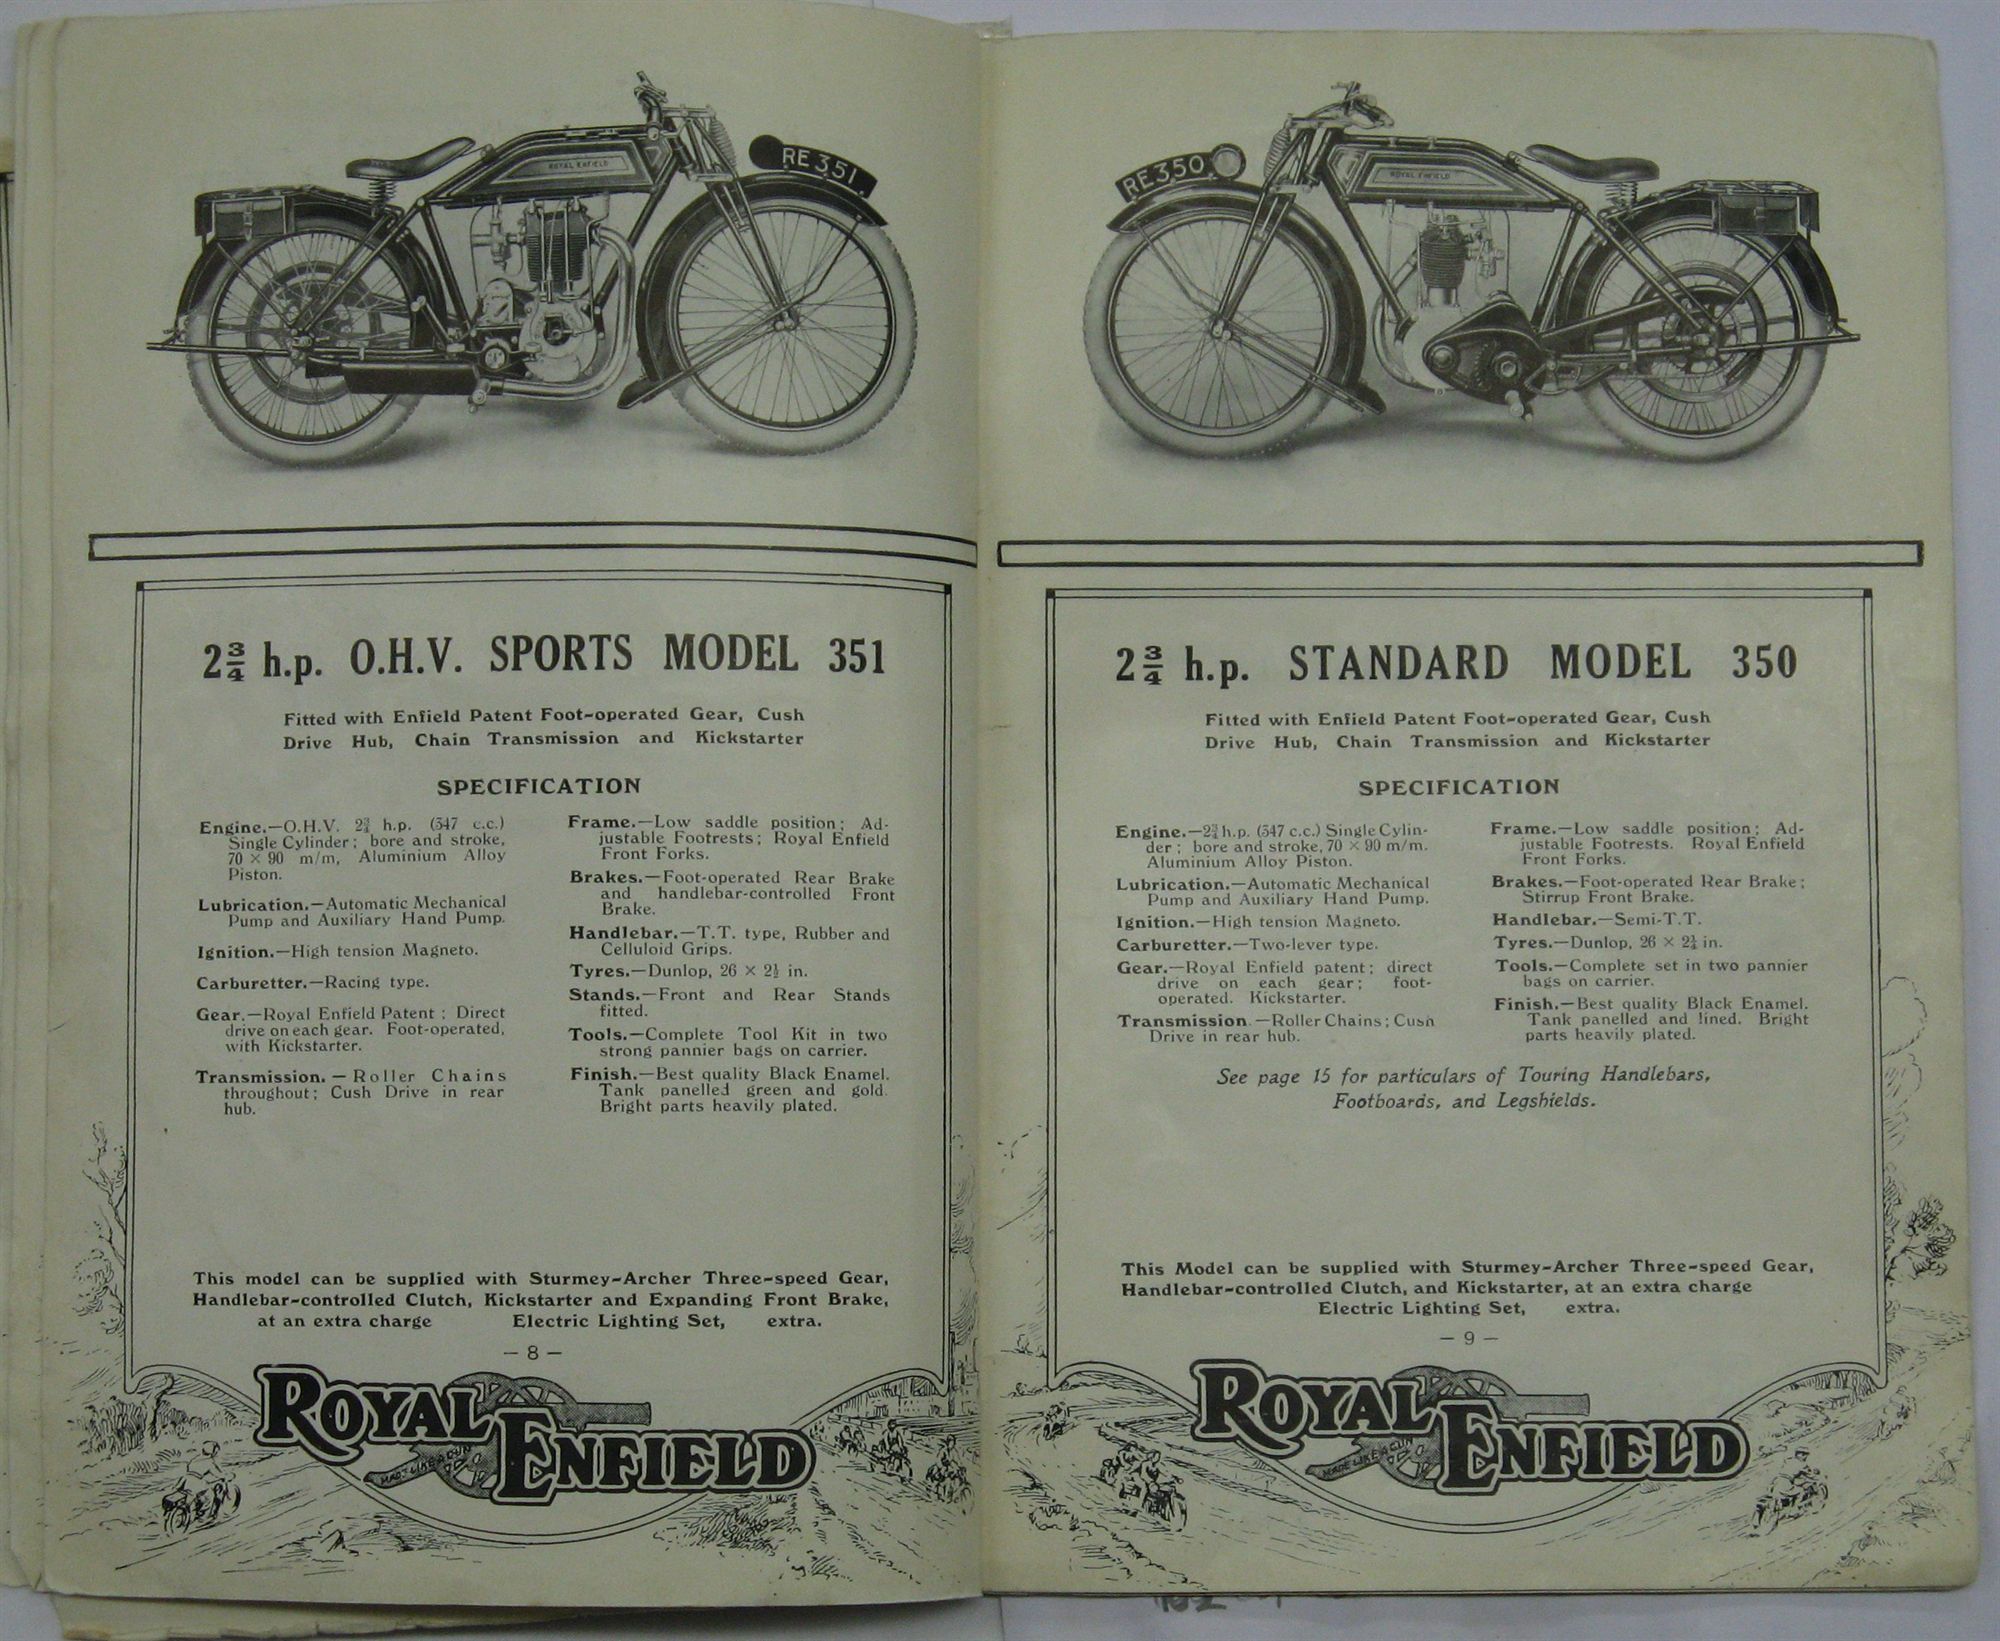 RE 351
ROYAL ENFIELD
2¾ h.p. O.H.V. SPORTS MODEL 351
Fitted with Enfield Patent Foot-operated Gear, Cush
Drive Hub, Chain Transmission and Kickstarter
SPECIFICATION
Engine.—O.H.V. 2¾ h.p. (347 c.c.)
Single Cylinder; bore and stroke,
70 × 90 m/m, Aluminium Alloy
Piston.
Lubrication.—Automatic Mechanical
Pump and Auxiliary Hand Pump.
Ignition.—High tension Magneto.
Carburetter.—Racing type.
Gear.—Royal Enfield Patent: Direct
drive on each gear. Foot-operated,
with Kickstarter.
Transmission.—Roller Chains
throughout; Cush Drive in rear
hub.
Frame.—Low saddle position; Ad-
justable Footrests; Royal Enfield
Front Forks.
Brakes.—Foot-operated Rear Brake
and handlebar-controlled Front
Brake.
Handlebar.—T.T. type, Rubber and
Celluloid Grips.
Tyres.—Dunlop, 26 × in.
Stands.—Front and Rear Stands
fitted.
Tools.—Complete Tool Kit in two
strong pannier bags on carrier.
Finish.—Best quality Black Enamel.
Tank panelled green and gold.
Bright parts heavily plated.
This model can be supplied with Sturmey-Archer Three-speed Gear,
Handlebar-controlled Clutch, Kickstarter and Expanding Front Brake,
at an extra charge Electric Lighting Set, extra.
— 8 —
ROYAL ENFIELD
MADE LIKE A GUN
RE 350
ROYAL ENFIELD
2¾ h.p. STANDARD MODEL 350
Fitted with Enfield Patent Foot-operated Gear, Cush
Drive Hub, Chain Transmission and Kickstarter
SPECIFICATION
Engine.—2¾ h.p. (347 c.c.) Single Cylin-
der; bore and stroke, 70 × 90 m/m.
Aluminium Alloy Piston.
Lubrication.—Automatic Mechanical
Pump and Auxiliary Hand Pump.
Ignition.—High tension Magneto.
Carburetter.—Two-lever type.
Gear.—Royal Enfield patent; direct
drive on each gear; foot-
operated. Kickstarter.
Transmission.—Roller Chains; Cush
Drive in rear hub.
Frame.—Low saddle position; Ad-
justable Footrests. Royal Enfield
Front Forks.
Brakes.—Foot-operated Rear Brake;
Stirrup Front Brake.
Handlebar.—Semi-T.T.
Tyres.—Dunlop, 26 × 2¼ in.
Tools.—Complete set in two pannier
bags on carrier.
Finish.—Best quality Black Enamel.
Tank panelled and lined. Bright
parts heavily plated.
See page 15 for particulars of Touring Handlebars,
Footboards, and Legshields.
This Model can be supplied with Sturmey-Archer Three-speed Gear,
Handlebar-controlled Clutch, and Kickstarter, at an extra charge
Electric Lighting Set, extra.
— 9 —
ROYAL ENFIELD
MADE LIKE A GUN